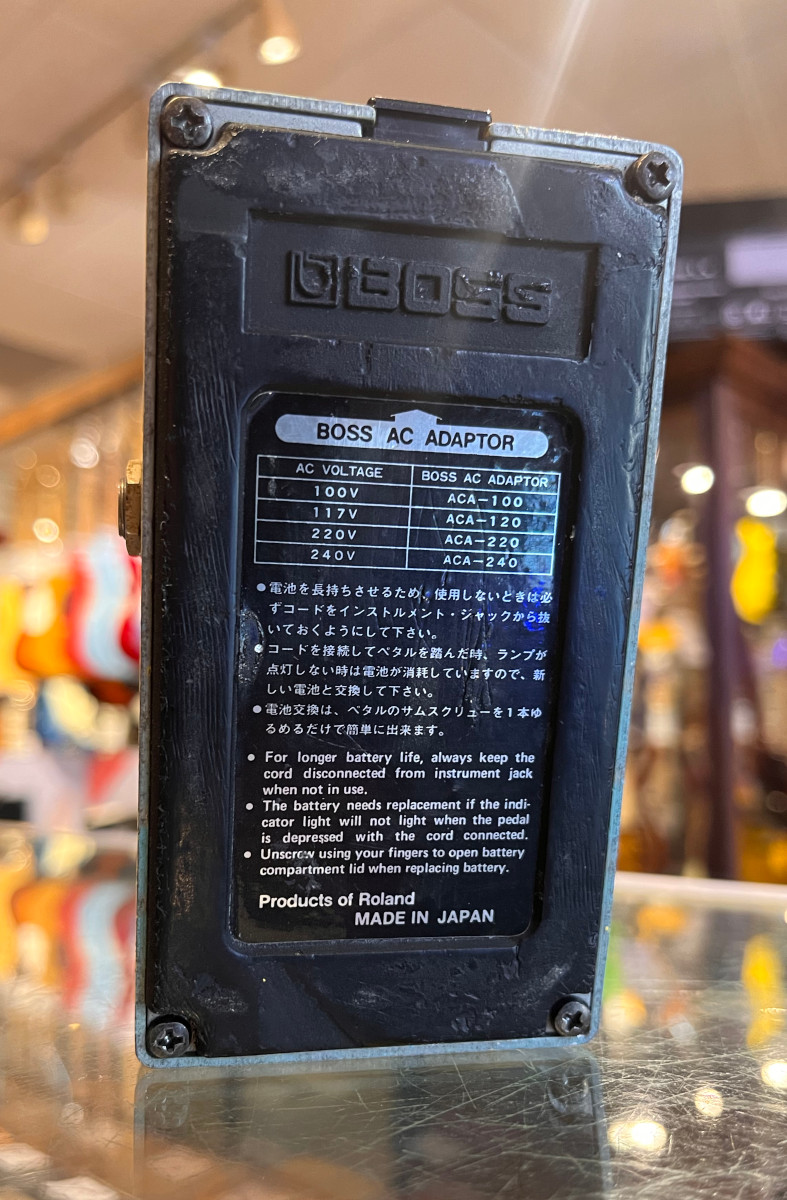 BOSS
BOSS AC ADAPTOR
AC VOLTAGE BOSS AC ADAPTOR
100V ACA-100
117V ACA-120
220V ACA-220
240V ACA-240
●電池を長持ちさせるため、使用しないときは必
ずコードをインストルメント・ジャックから抜
いておくようにして下さい。
●コードを接続してペダルを踏んだ時、ランプが
点灯しない時は電池が消耗していますので、新
しい電池と交換して下さい。
●電池交換は、ペダルのサムスクリューを1本ゆ
るめるだけで簡単に出来ます。
● For longer battery life, always keep the
cord disconnected from instrument jack
when not in use.
● The battery needs replacement if the indi-
cator light will not light when the pedal
is depressed with the cord connected.
● Unscrew using your fingers to open battery
compartment lid when replacing battery.
Products of Roland
MADE IN JAPAN